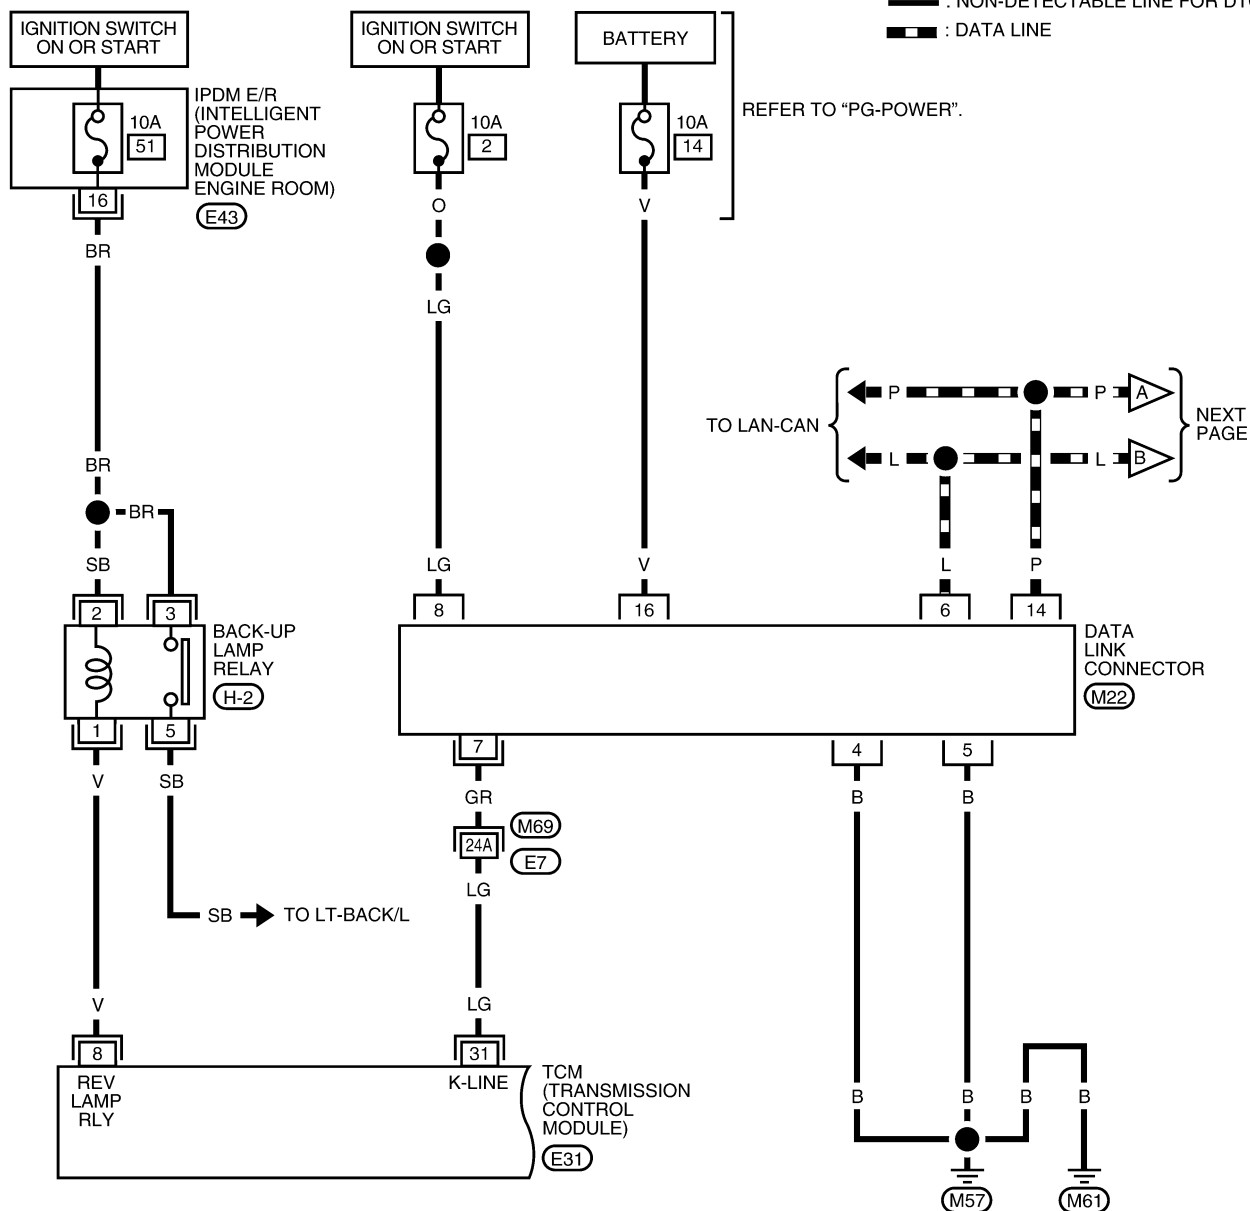 : NON-DETECTABLE LINE FOR
: DATA LINE
IGNITION SWITCH
ON OR START
IGNITION SWITCH
ON OR START
BATTERY
REFER TO “PG-POWER”.
IPDM E/R
(INTELLIGENT
POWER
DISTRIBUTION
MODULE
ENGINE ROOM)
E43
10A
51
10A
2
10A
14
16
BR
O
V
LG
P
P
A
TO LAN-CAN
NEXT
PAGE
L
L
B
BR
BR
SB
LG
V
L
P
2
3
8
16
6
14
BACK-UP
LAMP
RELAY
H-2
DATA
LINK
CONNECTOR
M22
1
5
7
4
5
V
SB
GR
B
B
M69
24A
E7
LG
SB
TO LT-BACK/L
V
LG
8
31
REV
LAMP
RLY
K-LINE
TCM
(TRANSMISSION
CONTROL
MODULE)
E31
B
B
B
B
M57
M61